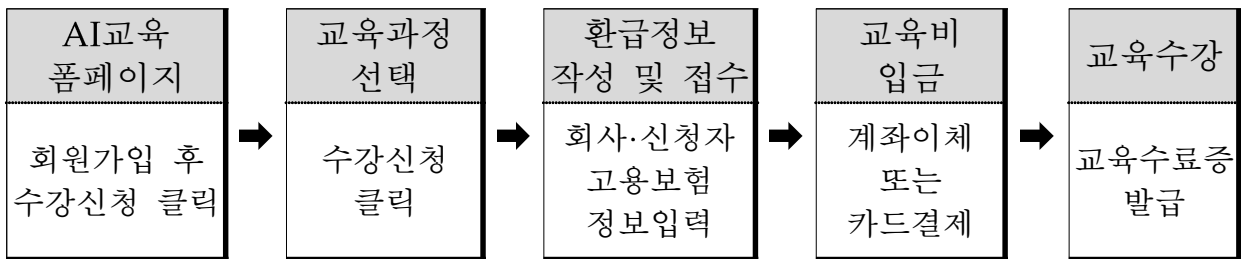 AI교육
폼페이지
회원가입 후
수강신청 클릭
교육과정
선택
수강신청
클릭
환급정보
작성 및 접수
회사·신청자
고용보험
정보입력
교육비
입금
계좌이체
또는
카드결제
교육수강
교육수료증
발급